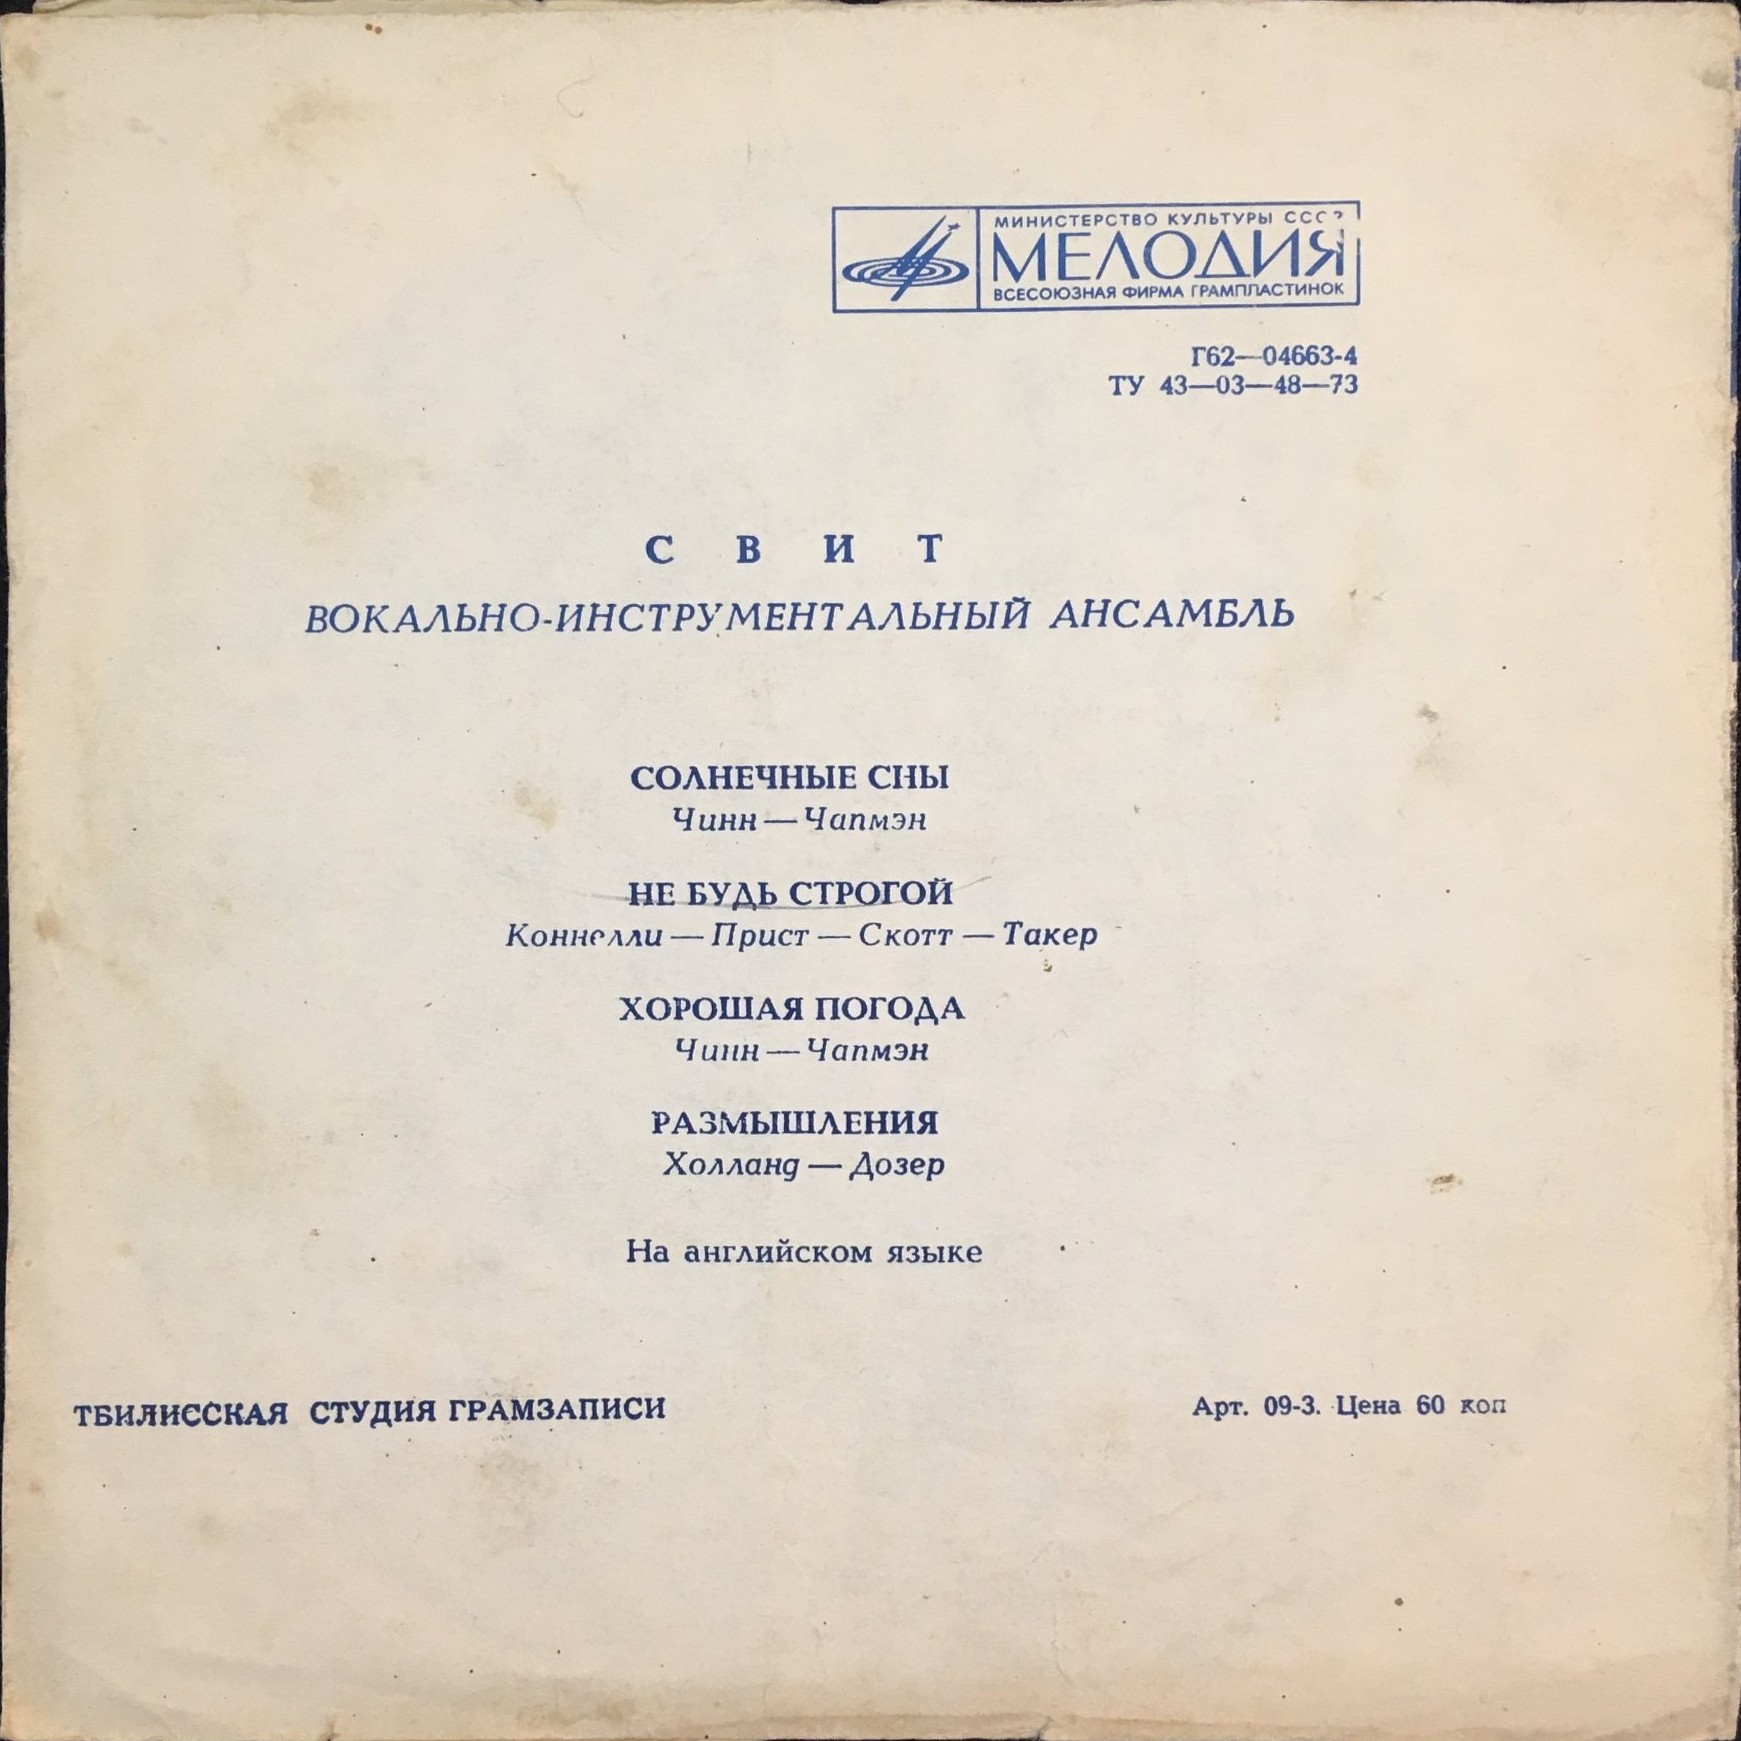 МИНИСТЕРСТВО КУЛЬТУРЫ СССР
МЕЛОДИЯ
ВСЕСОЮЗНАЯ ФИРМА ГРАМПЛАСТИНОК
Г62—04663-4
ТУ 43—03—48—73
СВИТ
ВОКАЛЬНО-ИНСТРУМЕНТАЛЬНЫЙ АНСАМБЛЬ
СОЛНЕЧНЫЕ СНЫ
Чинн — Чапмэн
НЕ БУДЬ СТРОГОЙ
Коннелли — Прист — Скотт — Такер
ХОРОШАЯ ПОГОДА
Чинн — Чапмэн
РАЗМЫШЛЕНИЯ
Холланд — Дозер
На английском языке
ТБИЛИССКАЯ СТУДИЯ ГРАМЗАПИСИ
Арт. 09-3. Цена 60 коп